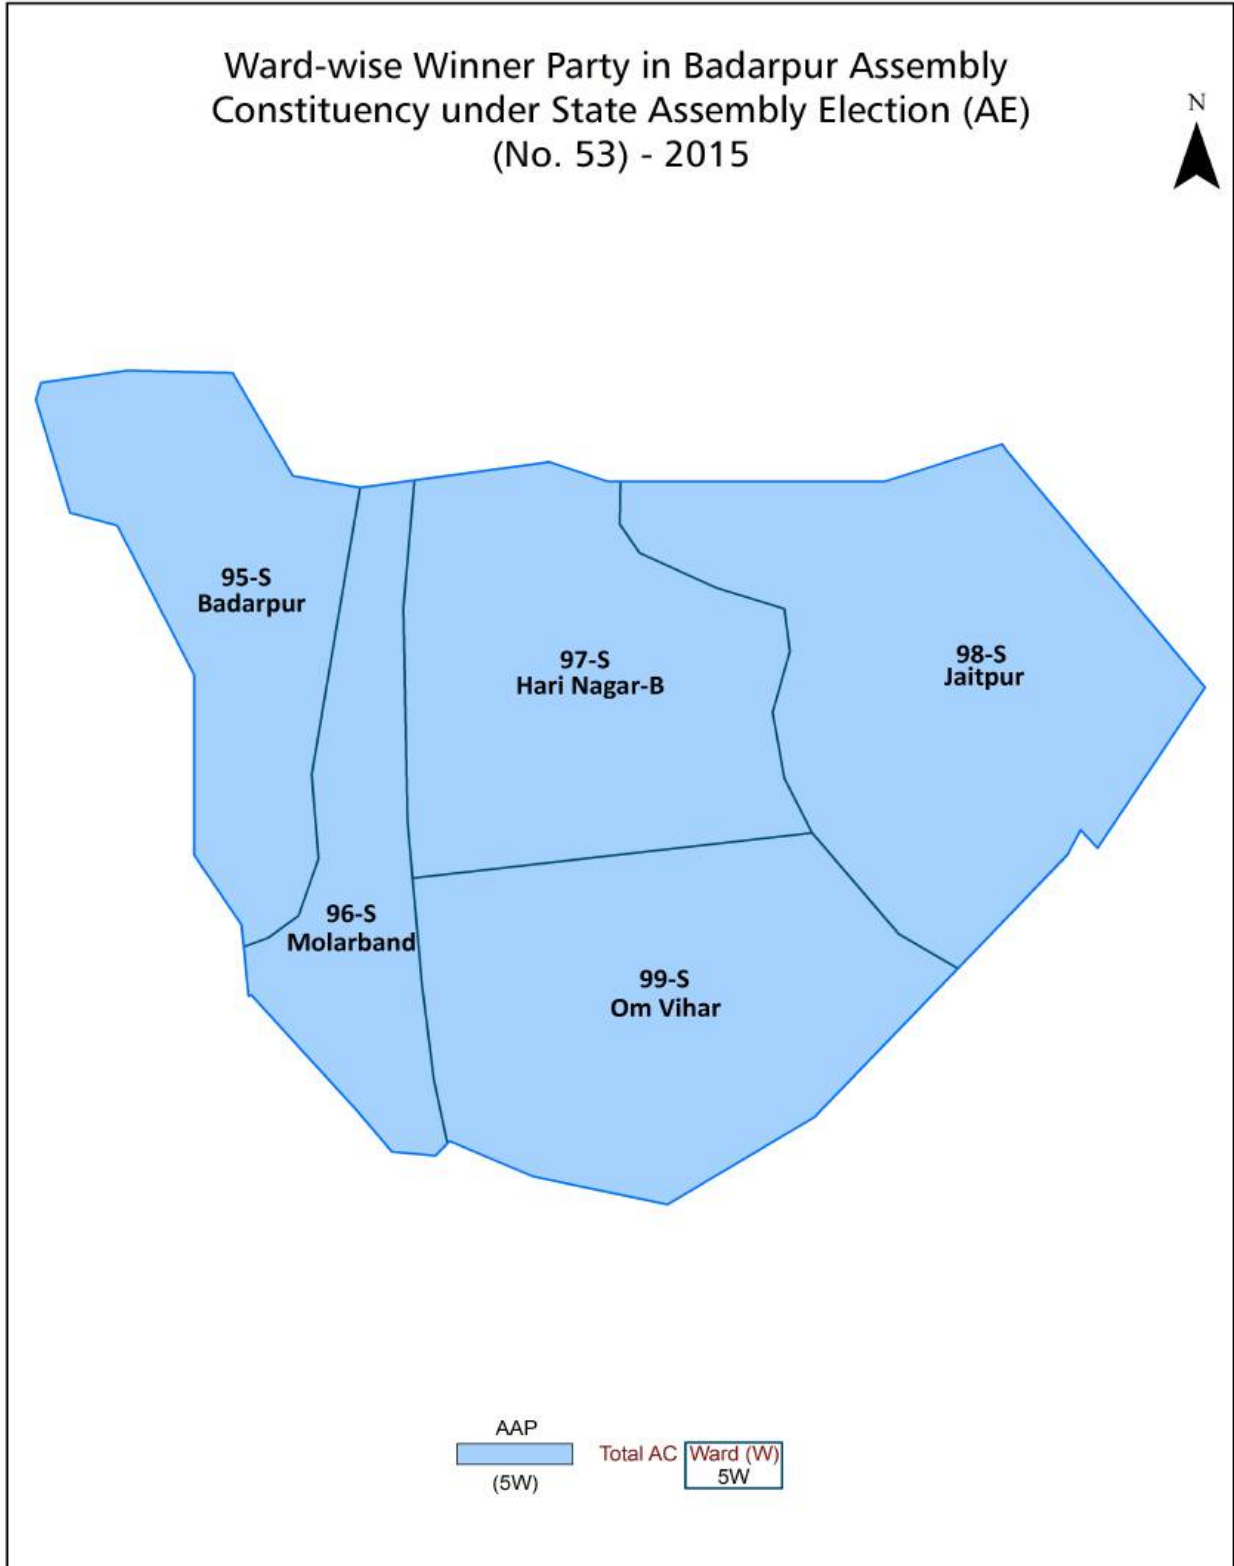 Ward-wise Winner Party in Badarpur Assembly
Constituency under State Assembly Election (AE)
(No. 53) - 2015
N
95-S
Badarpur
97-S
Hari Nagar-B
98-S
Jaitpur
96-S
Molarband
99-S
Om Vihar
AAP
(5W)
Total AC
Ward (W)
5W